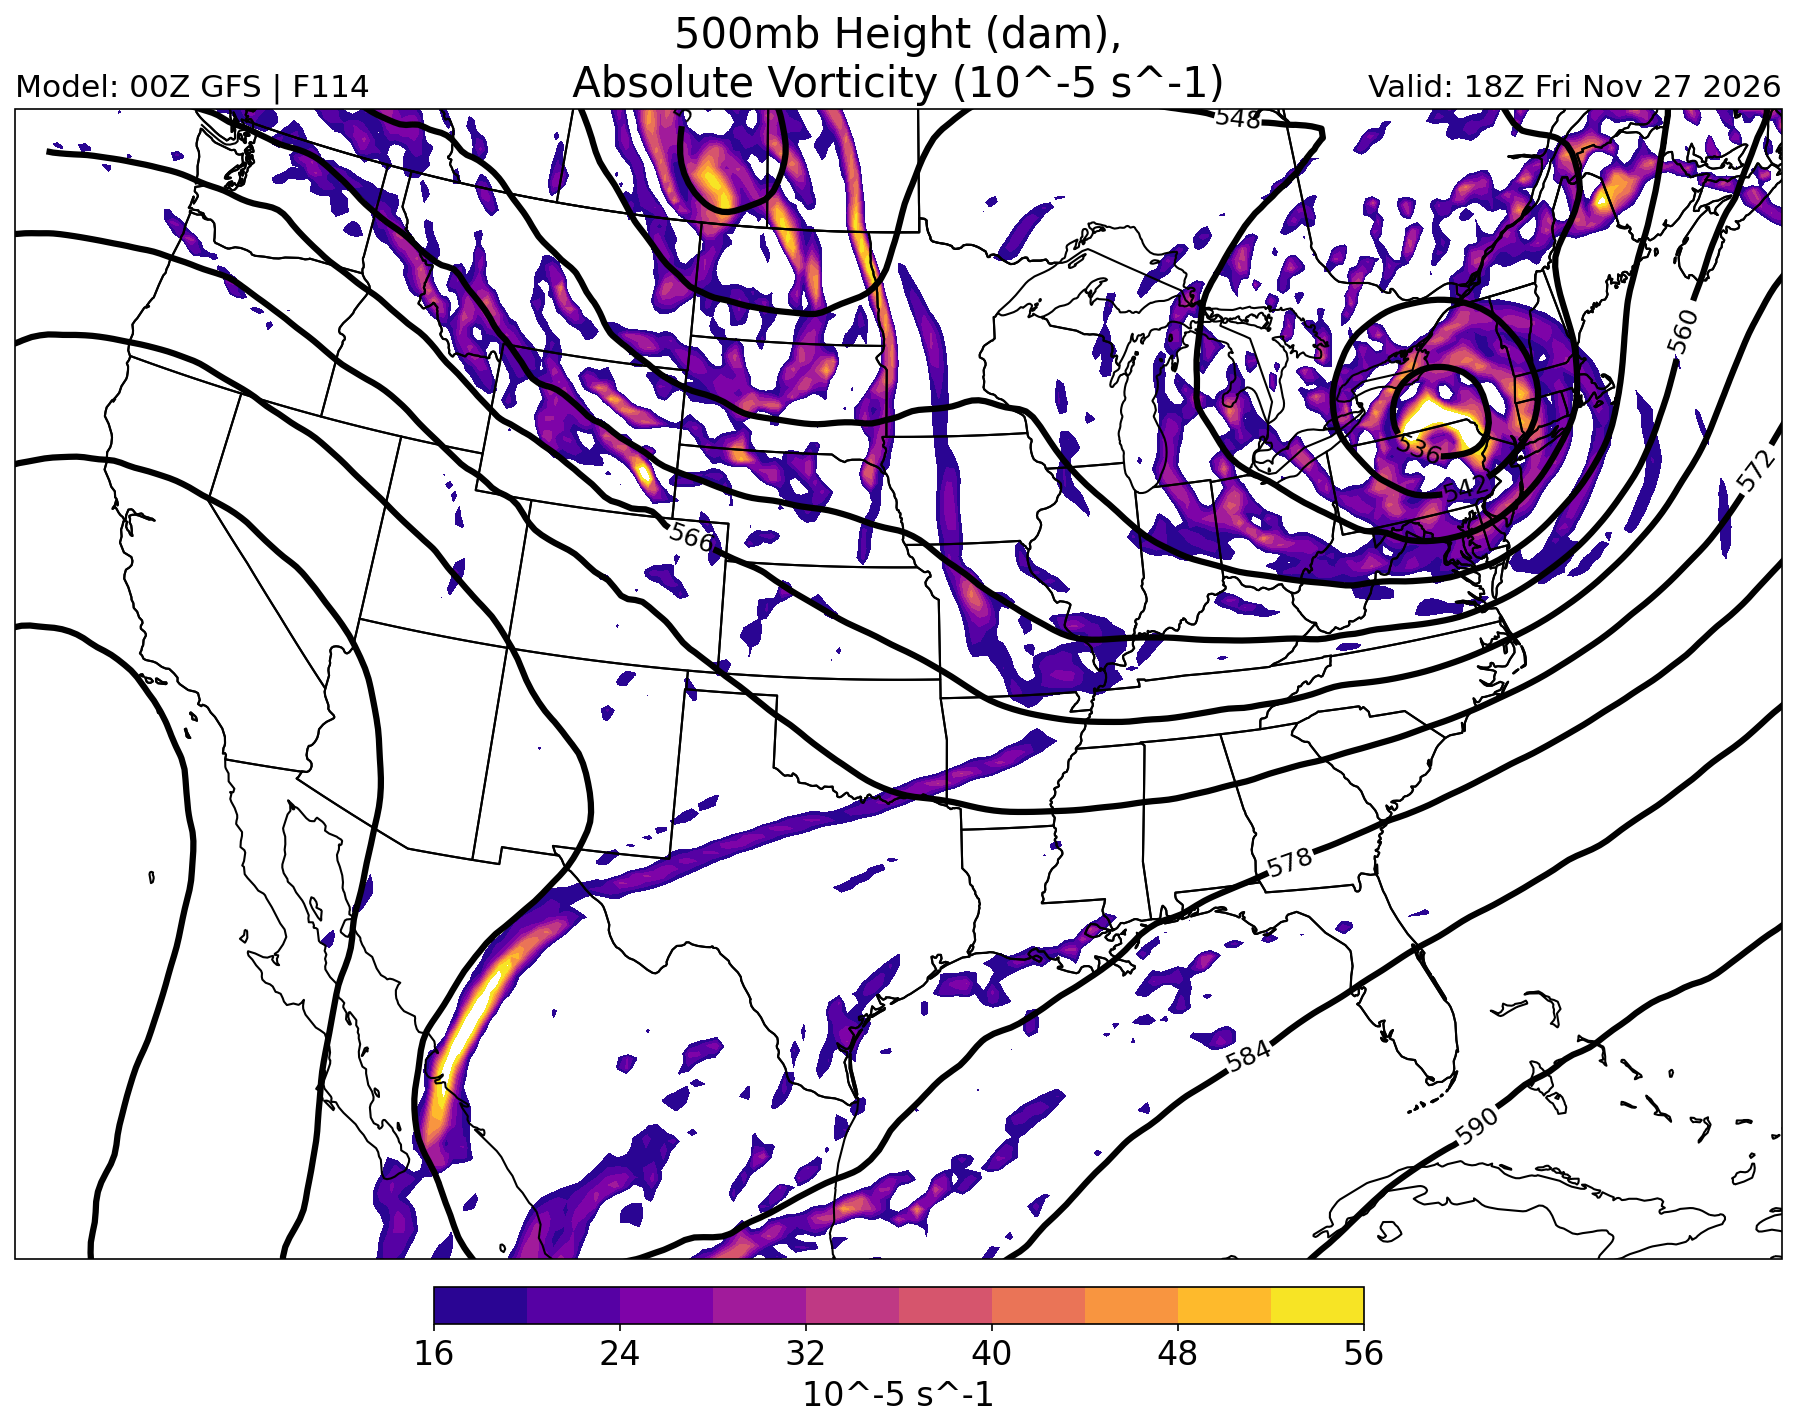 500mb Height (dam),
Absolute Vorticity (10^-5 s^-1)
Model: 00Z GFS | F114
Valid: 18Z Fri Nov 27 2026
548
560
536
542
572
566
578
584
590
16 24 32 40 48 56
10^-5 s^-1